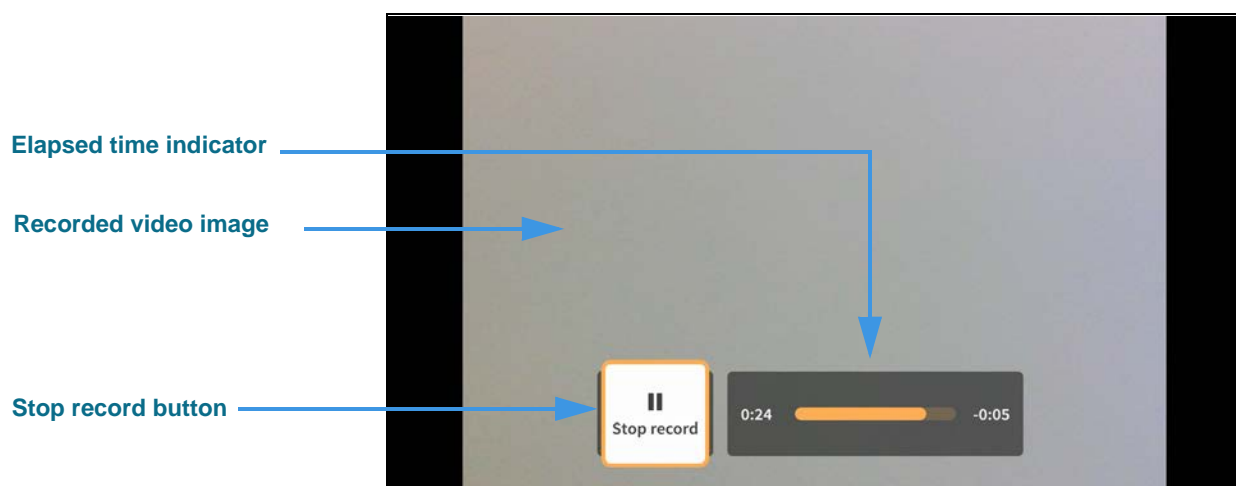 Elapsed time indicator
Recorded video image
Stop record button
Stop record
0:24
-0:05